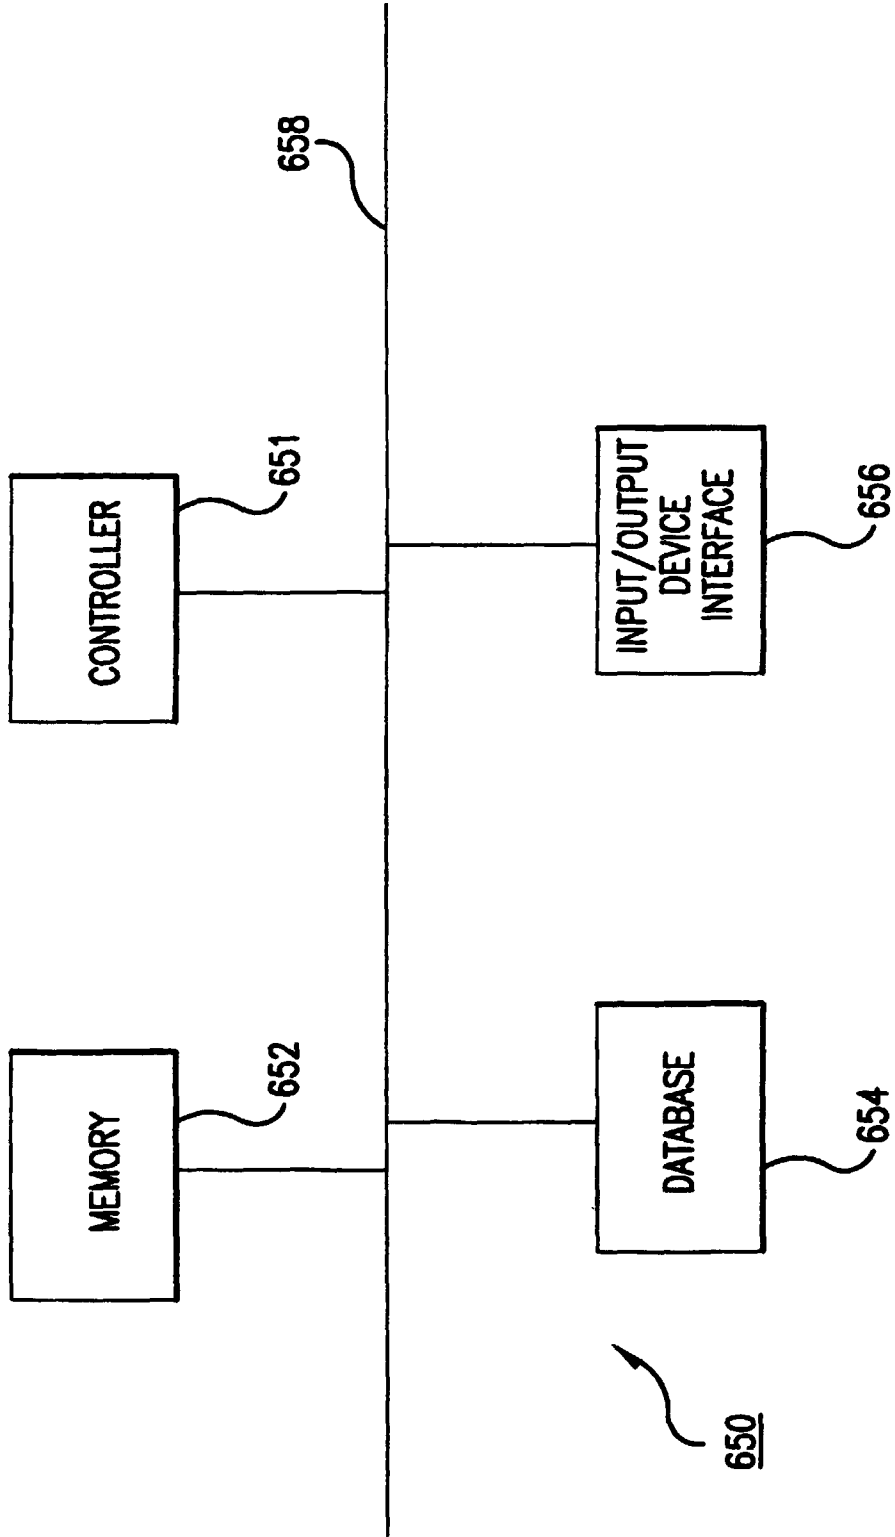 MEMORY
652
CONTROLLER
651
658
DATABASE
654
INPUT/OUTPUT
DEVICE
INTERFACE
656
650